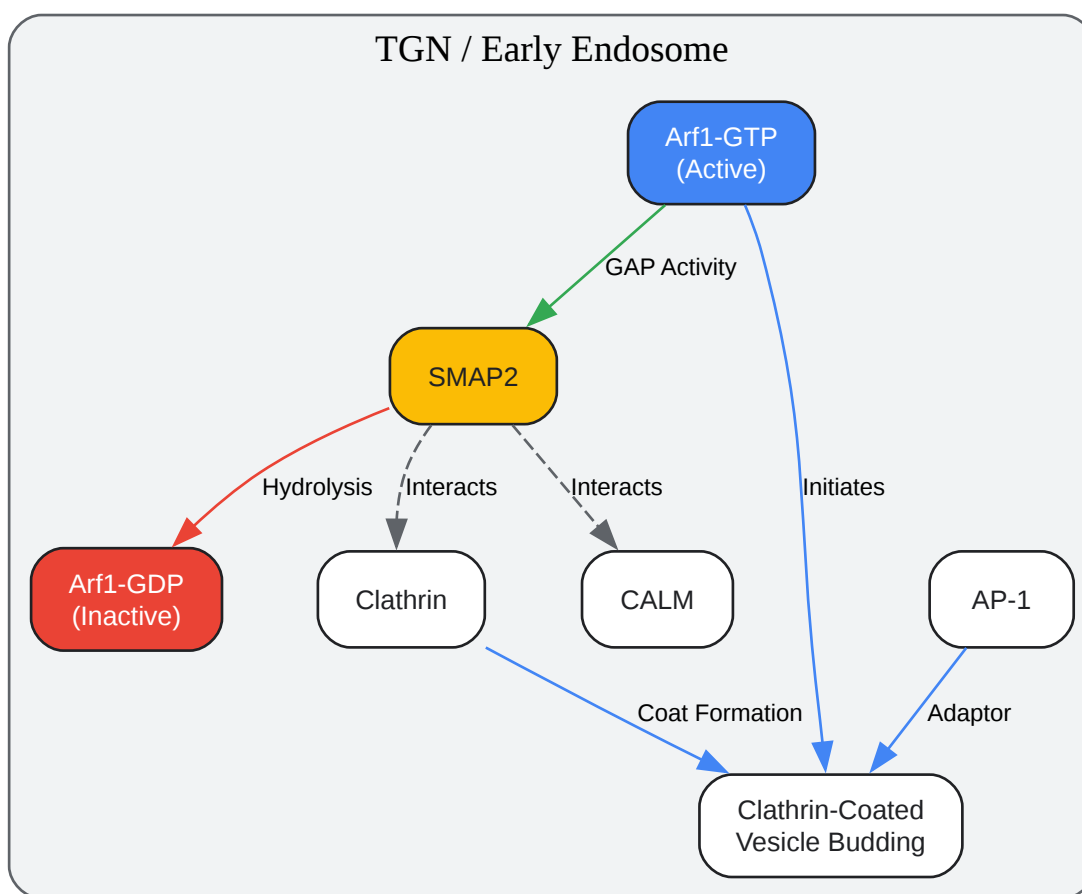 TGN / Early Endosome
Arf1-GTP
(Active)
GAP Activity
SMAP2
Hydrolysis
Interacts
Interacts
Initiates
Arf1-GDP
(Inactive)
Clathrin
CALM
AP-1
Coat Formation
Adaptor
Clathrin-Coated
Vesicle Budding